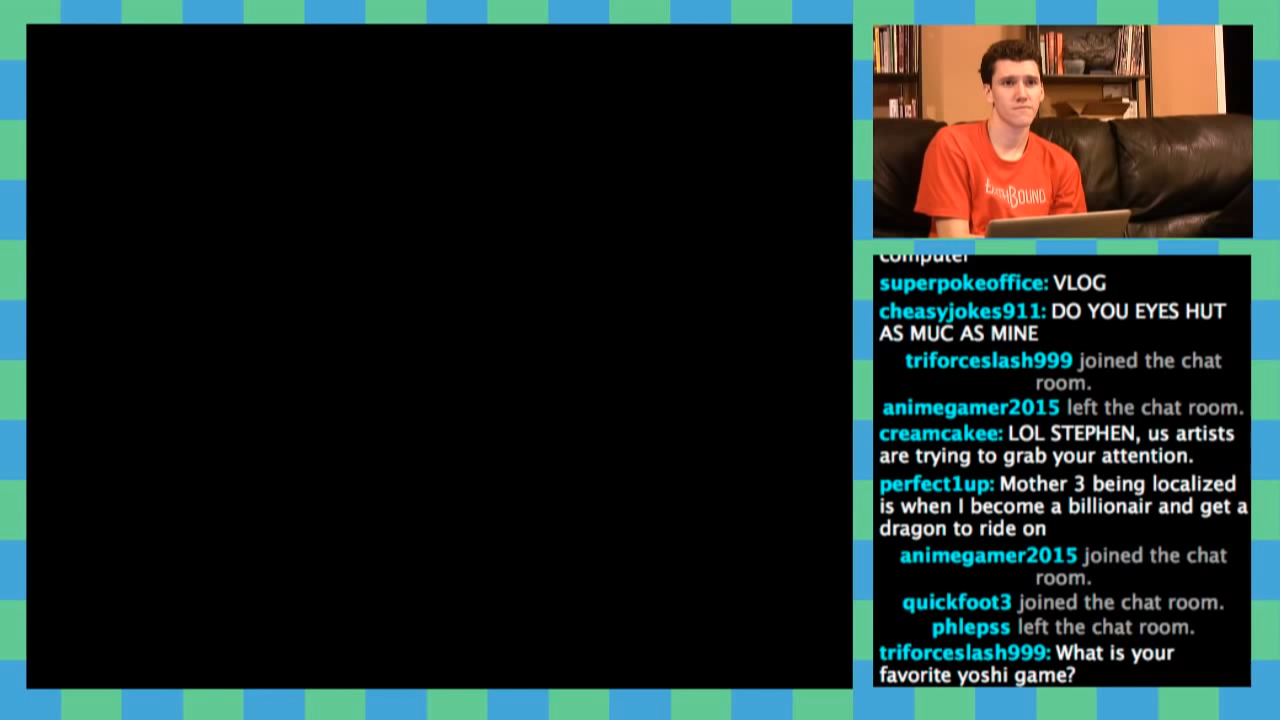 EarthBound
computer
superpokeoffice: VLOG
cheasyjokes911: DO YOU EYES HUT
AS MUC AS MINE
triforceslash999 joined the chat
room.
animegamer2015 left the chat room.
creamcakee: LOL STEPHEN, us artists
are trying to grab your attention.
perfect1up: Mother 3 being localized
is when I become a billionair and get a
dragon to ride on
animegamer2015 joined the chat
room.
quickfoot3 joined the chat room.
phlepss left the chat room.
triforceslash999: What is your
favorite yoshi game?